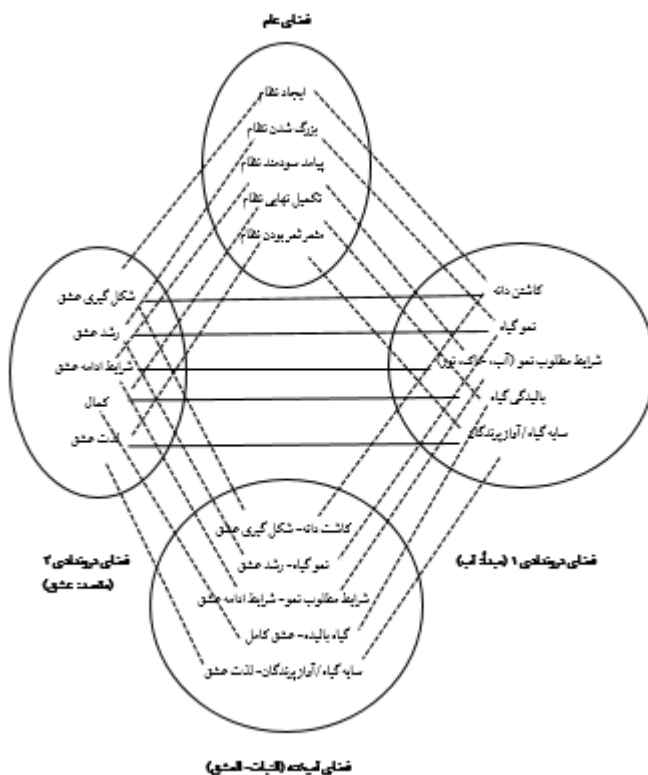 فضای عام
ایجاد نظام
بزرگ شدن نظام
پیامد سودمند نظام
تکمیل نهایی نظام
مثمر ثمر بودن نظام
کاشتن دانه
نمو گیاه
شرایط مطلوب نمو (آب، خاک، نور)
بالیدگی گیاه
سایه گیاه / آواز پرندگان
شکل گیری عشق
رشد عشق
شرایط ادامه عشق
کمال
لذت عشق
فضای دروندادی ۱ (مبدأ: آب)
فضای دروندادی ۲
(مقصد: عشق)
کاشت دانه- شکل گیری عشق
نمو گیاه- رشد عشق
شرایط مطلوب نمو- شرایط ادامه عشق
گیاه بالیده- عشق کامل
سایه گیاه / آواز پرندگان- لذت عشق
فضای آمیخته (النبات- العشق)